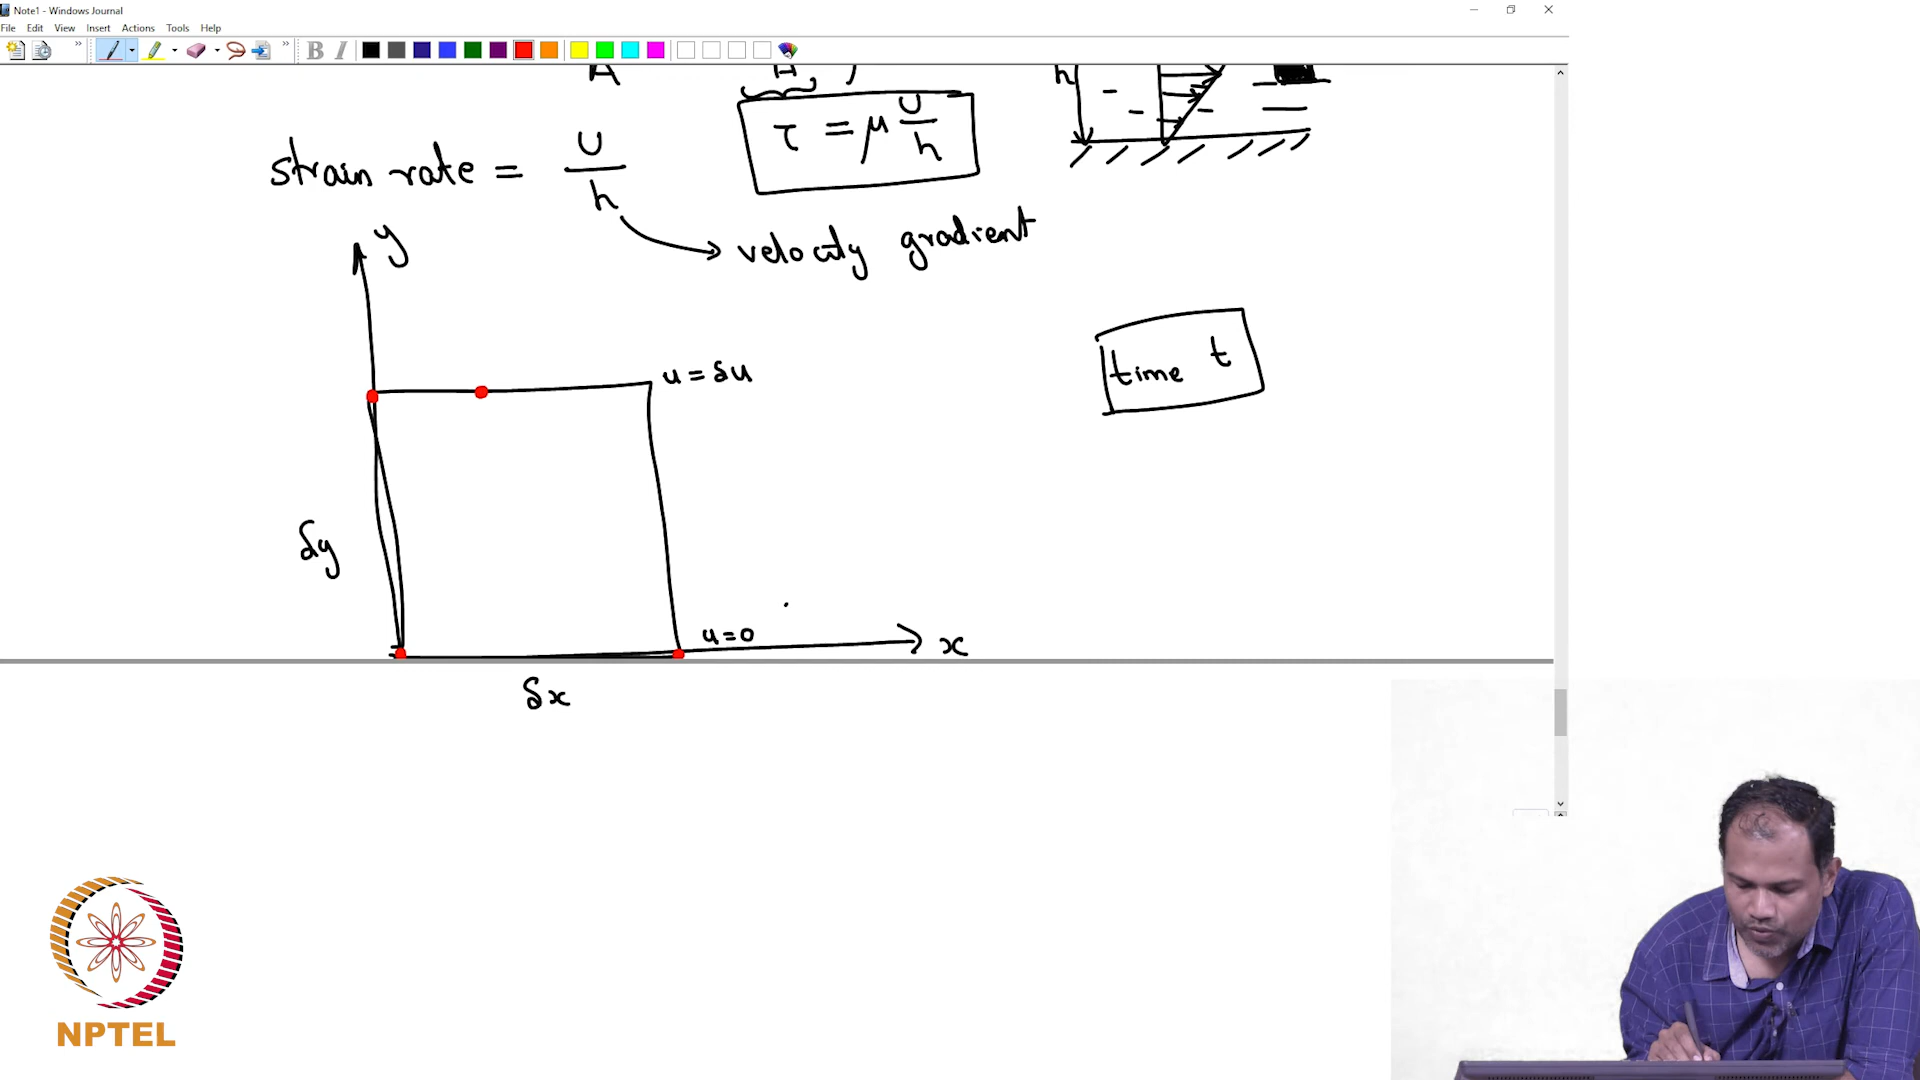 Note1 - Windows Journal
File Edit View Insert Actions Tools Help
B I
A
A
h
τ = μ U/h
strain rate = U/h
velocity gradient
y
time t
u = δu
δy
u=0
x
δx
NPTEL